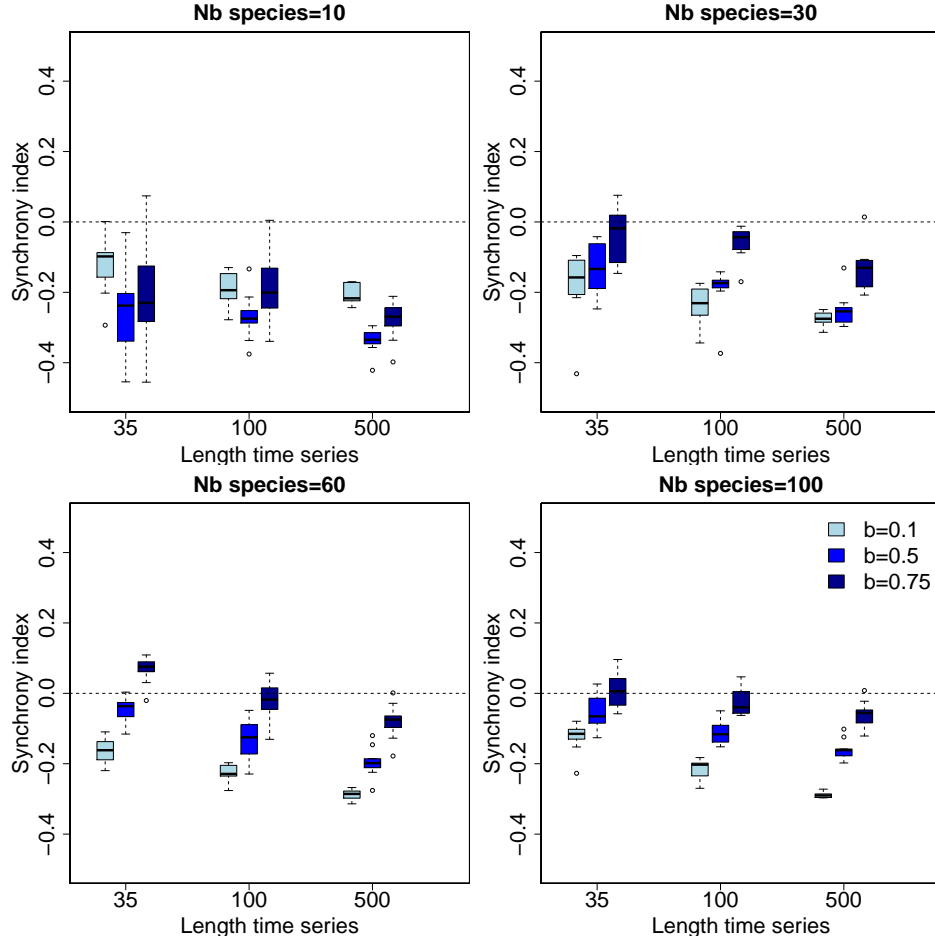 Nb species=10
Synchrony index
0.4
0.2
0.0
−0.2
−0.4
35 100 500
Length time series
Nb species=30
Synchrony index
0.4
0.2
0.0
−0.2
−0.4
35 100 500
Length time series
Nb species=60
Synchrony index
0.4
0.2
0.0
−0.2
−0.4
35 100 500
Length time series
Nb species=100
Synchrony index
0.4
0.2
0.0
−0.2
−0.4
b=0.1
b=0.5
b=0.75
35 100 500
Length time series